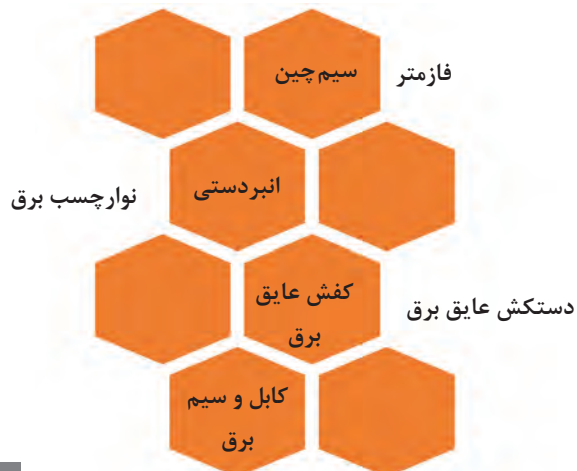 سیم‌چین
فازمتر
انبردستی
نوارچسب برق
کفش عایق
برق
دستکش عایق برق
کابل و سیم
برق